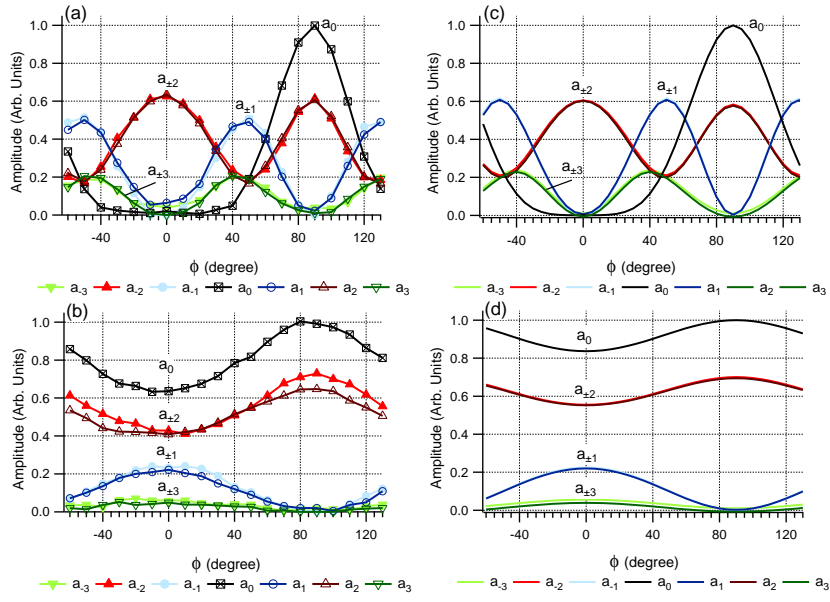 (a)
Amplitude (Arb. Units)
1.0
0.8
0.6
0.4
0.2
0.0
a0
a±2
a±1
a±3
-40 0 40 80 120
ϕ (degree)
a-3 a-2 a-1 a0 a1 a2 a3
(c)
Amplitude (Arb. Units)
1.0
0.8
0.6
0.4
0.2
0.0
a0
a±2
a±1
a±3
-40 0 40 80 120
ϕ (degree)
a-3 a-2 a-1 a0 a1 a2 a3
(b)
Amplitude (Arb. Units)
1.0
0.8
0.6
0.4
0.2
0.0
a0
a±2
a±1
a±3
-40 0 40 80 120
ϕ (degree)
a-3 a-2 a-1 a0 a1 a2 a3
(d)
Amplitude (Arb. Units)
1.0
0.8
0.6
0.4
0.2
0.0
a0
a±2
a±1
a±3
-40 0 40 80 120
ϕ (degree)
a-3 a-2 a-1 a0 a1 a2 a3